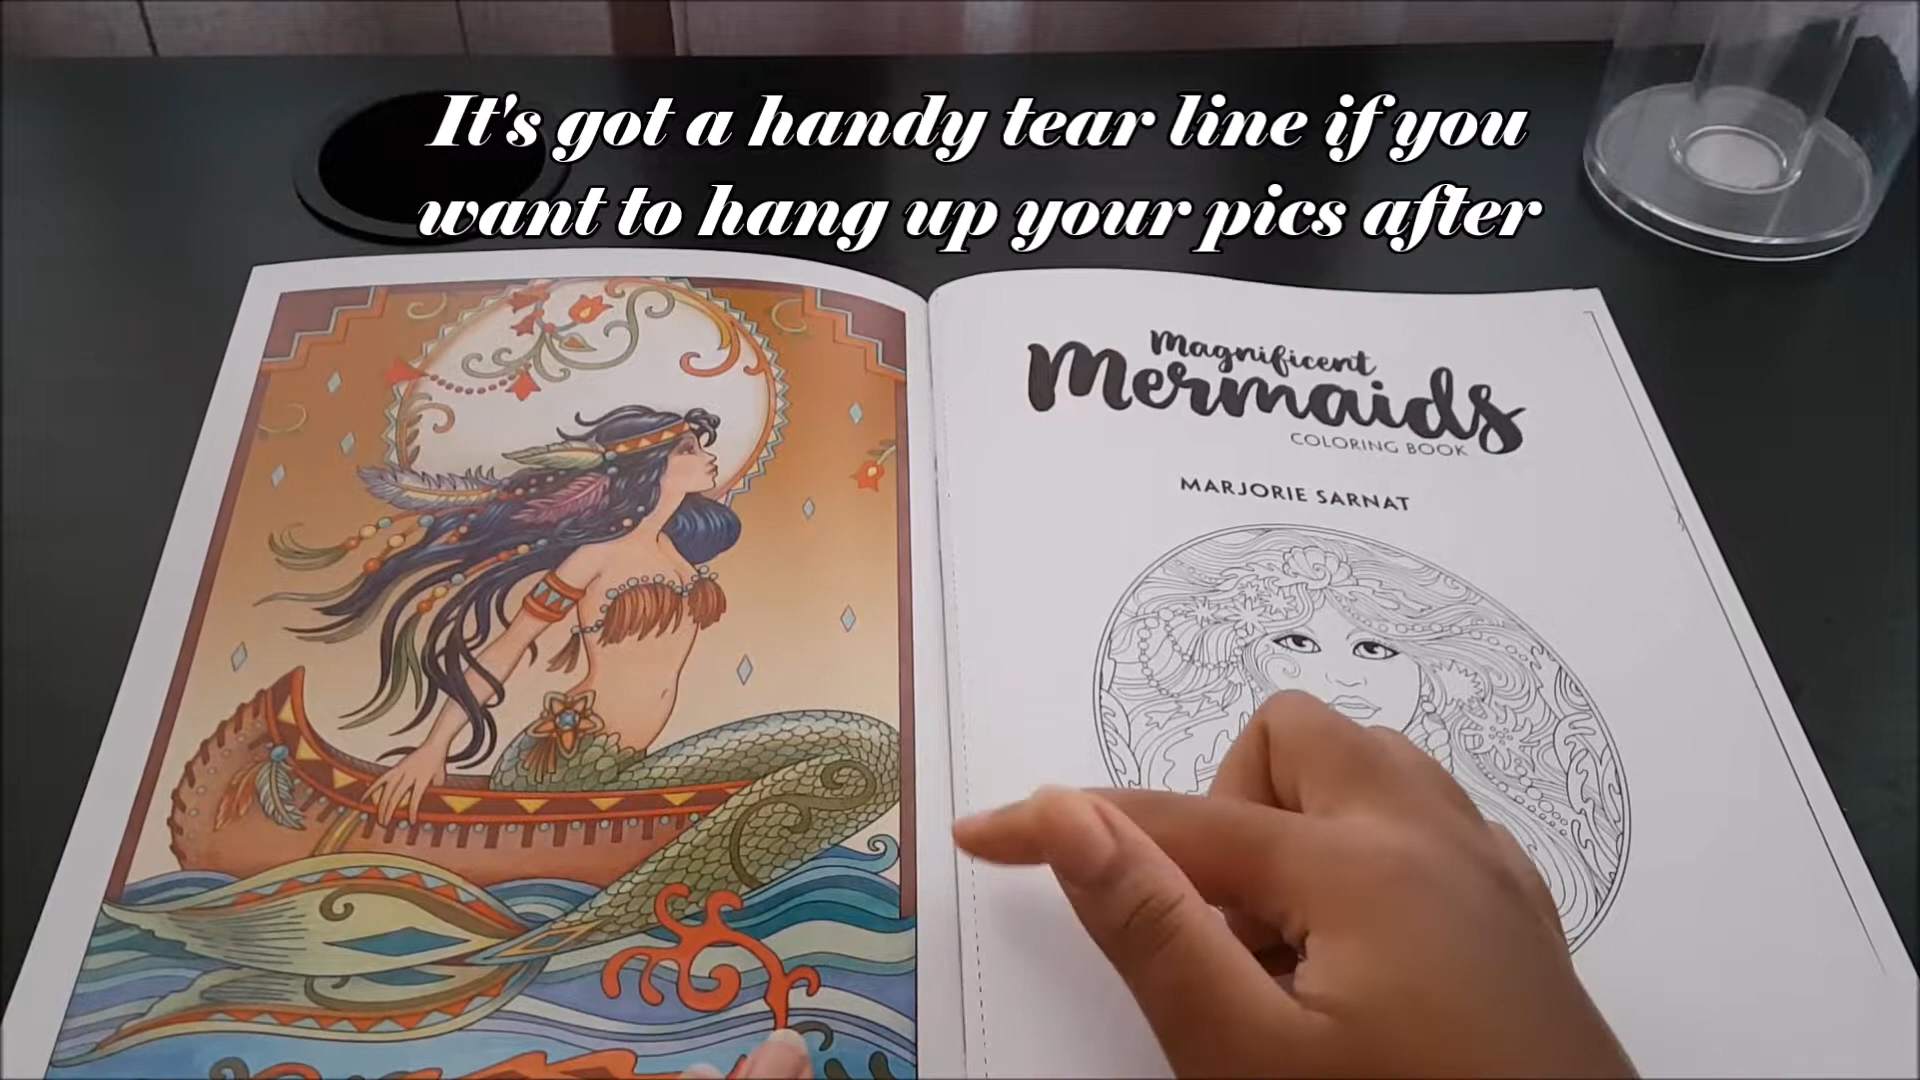 It's got a handy tear line if you
want to hang up your pics after
Magnificent
Mermaids
COLORING BOOK
MARJORIE SARNAT